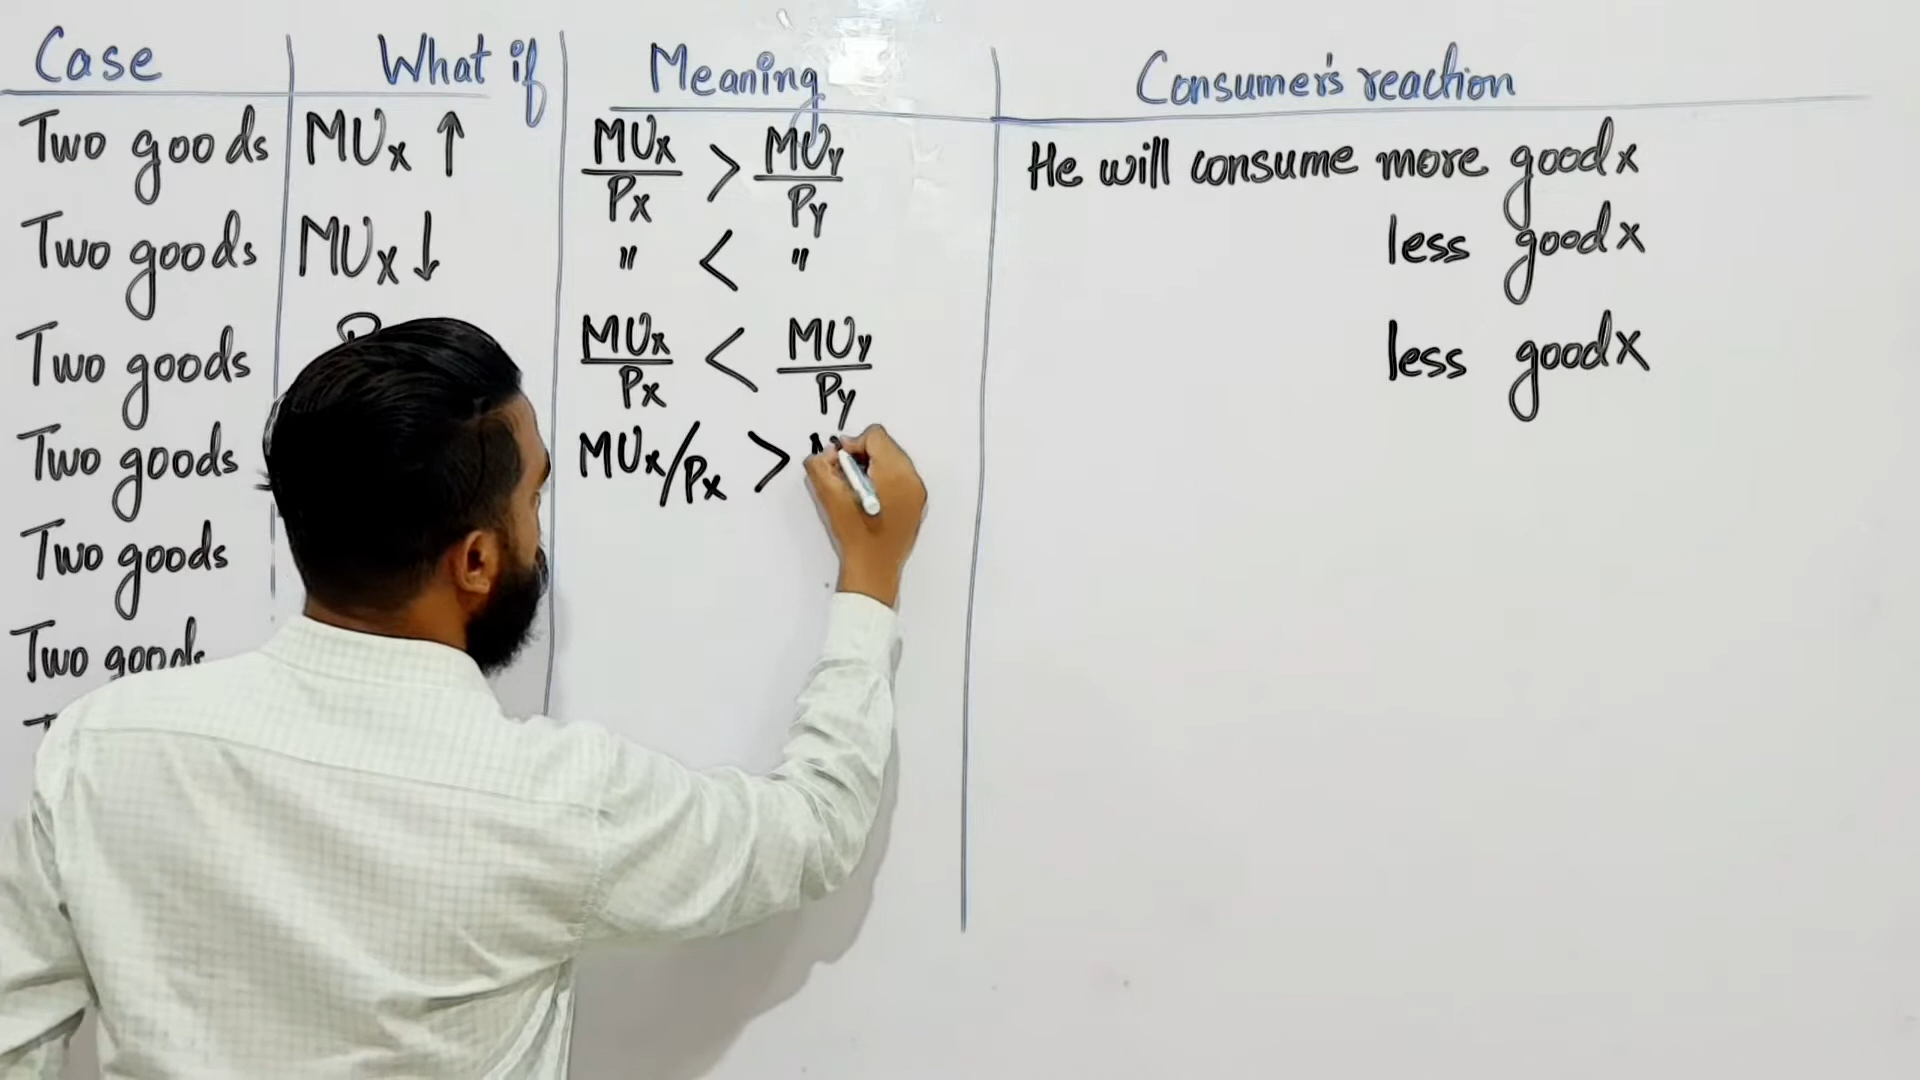 Case What if Meaning Consumer's reaction
Two goods MUx ↑ MUx/Px > MUy/Py He will consume more good x
Two goods MUx ↓ " < " less good x
Two goods P MUx/Px < MUy/Py less good x
Two goods MUx/Px >
Two goods
Two goods